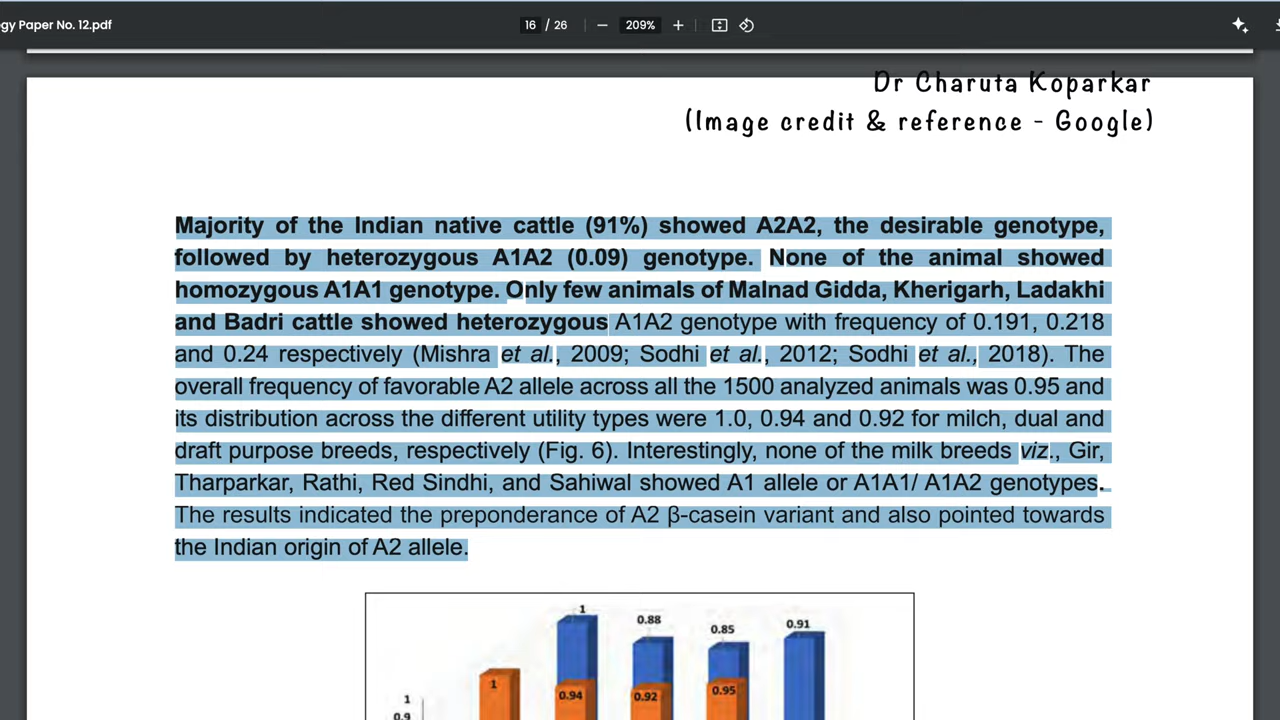 gy Paper No. 12.pdf
16 / 26
209%
Dr Charuta Koparkar
(Image credit & reference - Google)
Majority of the Indian native cattle (91%) showed A2A2, the desirable genotype,
followed by heterozygous A1A2 (0.09) genotype. None of the animal showed
homozygous A1A1 genotype. Only few animals of Malnad Gidda, Kherigarh, Ladakhi
and Badri cattle showed heterozygous A1A2 genotype with frequency of 0.191, 0.218
and 0.24 respectively (Mishra et al., 2009; Sodhi et al., 2012; Sodhi et al., 2018). The
overall frequency of favorable A2 allele across all the 1500 analyzed animals was 0.95 and
its distribution across the different utility types were 1.0, 0.94 and 0.92 for milch, dual and
draft purpose breeds, respectively (Fig. 6). Interestingly, none of the milk breeds viz., Gir,
Tharparkar, Rathi, Red Sindhi, and Sahiwal showed A1 allele or A1A1/ A1A2 genotypes.
The results indicated the preponderance of A2 β-casein variant and also pointed towards
the Indian origin of A2 allele.
1
0.88
0.85
0.91
1
0.94
0.92
0.95
1
0.9